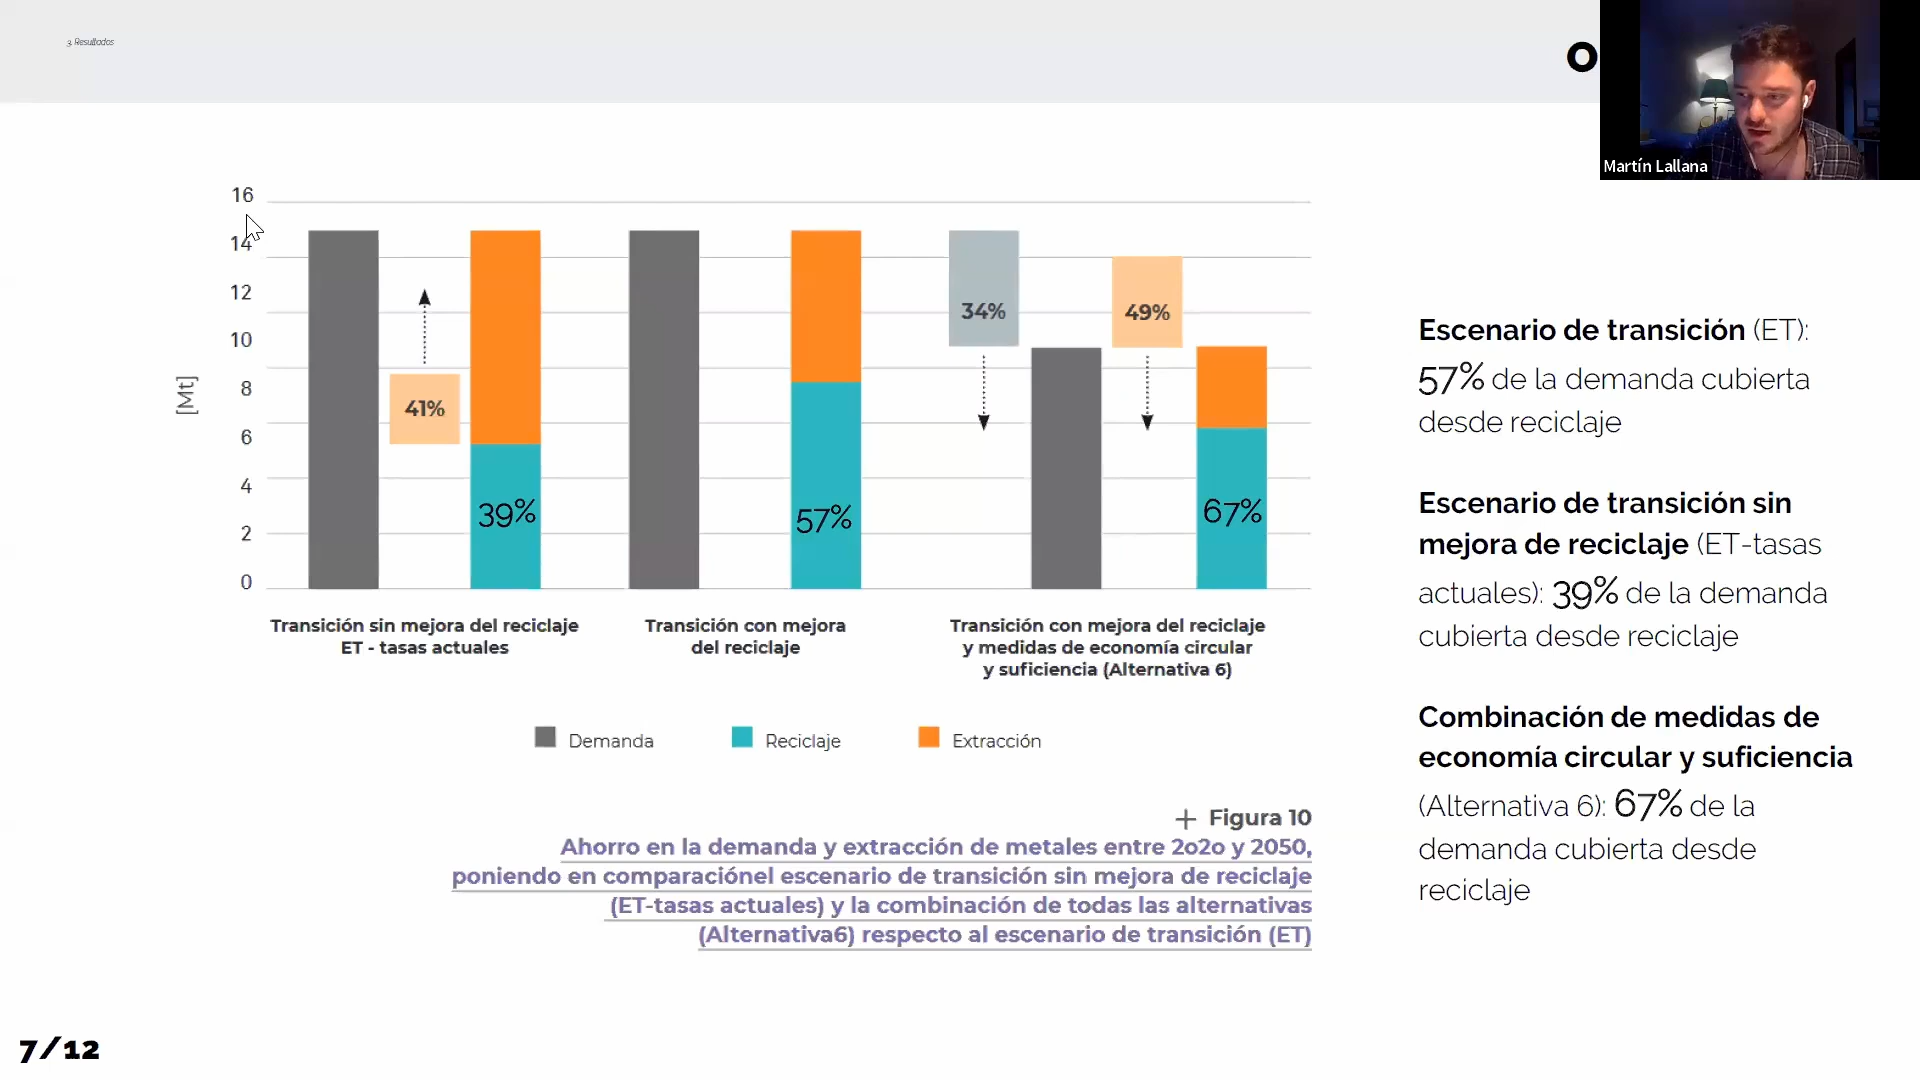 3. Resultados
O
Martín Lallana
16
14
12
10
8
6
4
2
0
[Mt]
41%
39%
57%
34%
49%
67%
Transición sin mejora del reciclaje
ET - tasas actuales
Transición con mejora
del reciclaje
Transición con mejora del reciclaje
y medidas de economía circular
y suficiencia (Alternativa 6)
Demanda
Reciclaje
Extracción
+ Figura 10
Ahorro en la demanda y extracción de metales entre 2020 y 2050,
poniendo en comparaciónel escenario de transición sin mejora de reciclaje
(ET-tasas actuales) y la combinación de todas las alternativas
(Alternativa6) respecto al escenario de transición (ET)
Escenario de transición (ET):
57% de la demanda cubierta
desde reciclaje
Escenario de transición sin
mejora de reciclaje (ET-tasas
actuales): 39% de la demanda
cubierta desde reciclaje
Combinación de medidas de
economía circular y suficiencia
(Alternativa 6): 67% de la
demanda cubierta desde
reciclaje
7/12